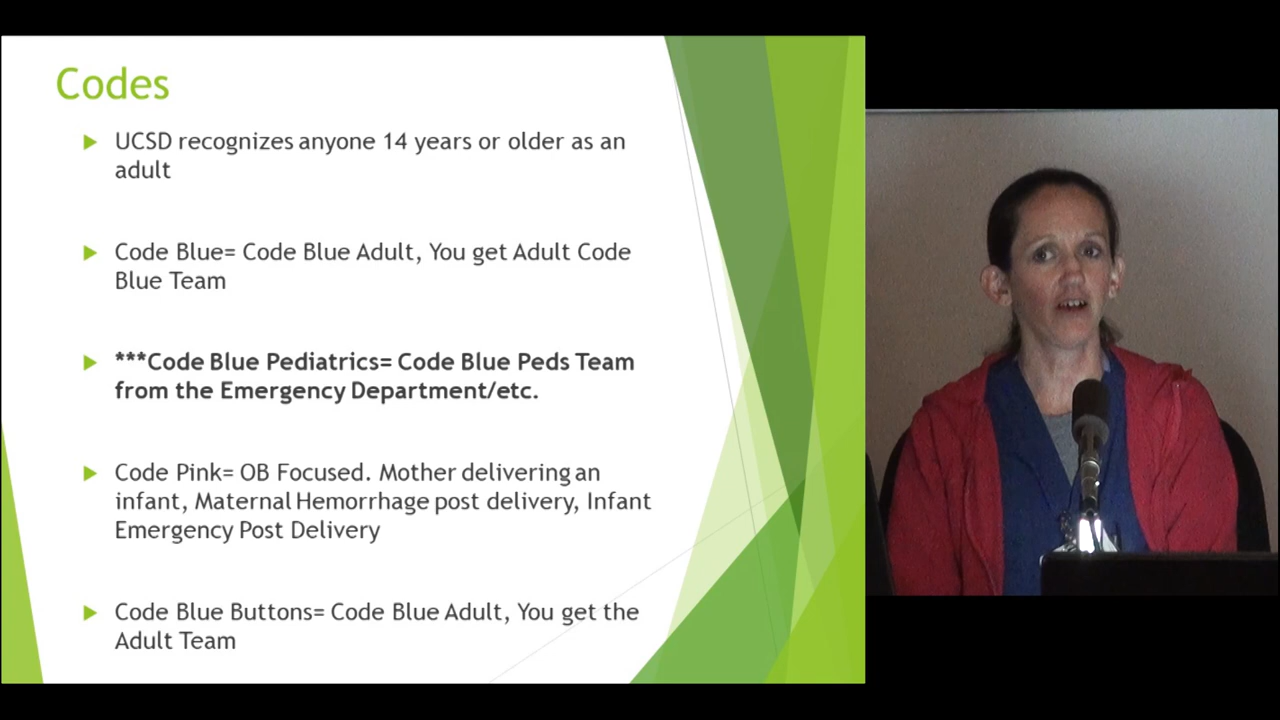 Codes
UCSD recognizes anyone 14 years or older as an
adult
Code Blue= Code Blue Adult, You get Adult Code
Blue Team
***Code Blue Pediatrics= Code Blue Peds Team
from the Emergency Department/etc.
Code Pink= OB Focused. Mother delivering an
infant, Maternal Hemorrhage post delivery, Infant
Emergency Post Delivery
Code Blue Buttons= Code Blue Adult, You get the
Adult Team